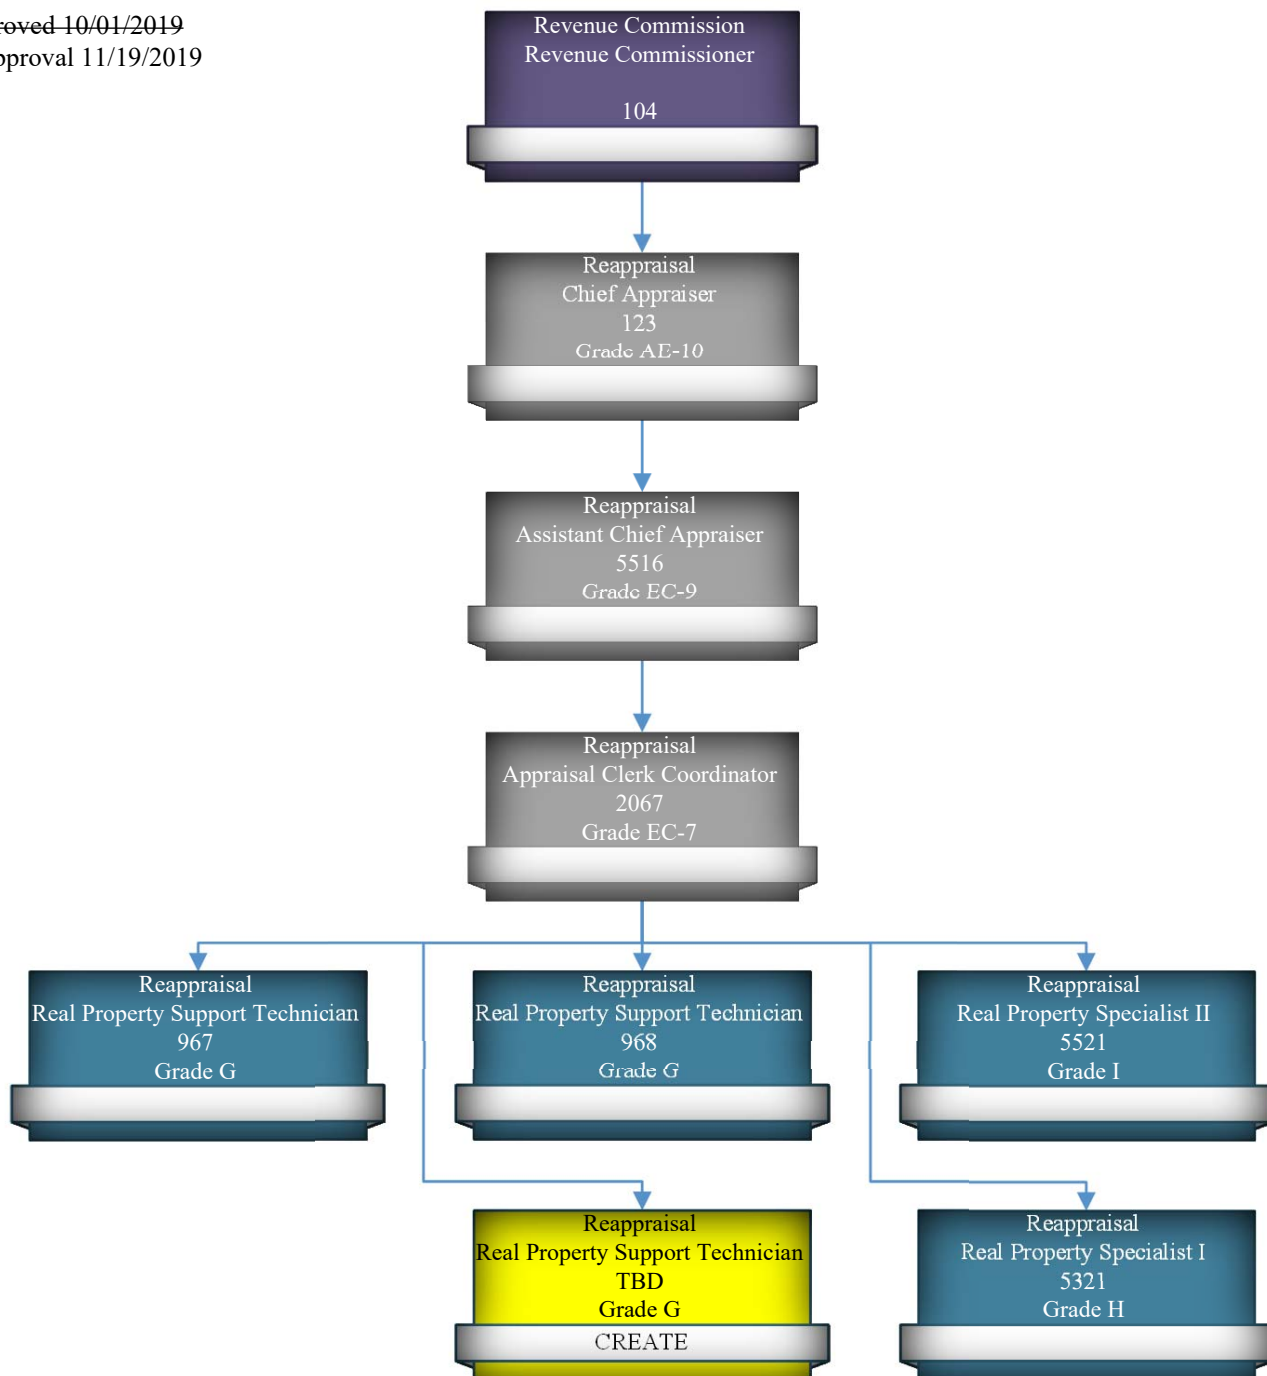 roved 10/01/2019
pproval 11/19/2019
Revenue Commission
Revenue Commissioner
104
Reappraisal
Chief Appraiser
123
Grade AE-10
Reappraisal
Assistant Chief Appraiser
5516
Grade EC-9
Reappraisal
Appraisal Clerk Coordinator
2067
Grade EC-7
Reappraisal
Real Property Support Technician
967
Grade G
Reappraisal
Real Property Support Technician
968
Grade G
Reappraisal
Real Property Specialist II
5521
Grade I
Reappraisal
Real Property Support Technician
TBD
Grade G
CREATE
Reappraisal
Real Property Specialist I
5321
Grade H